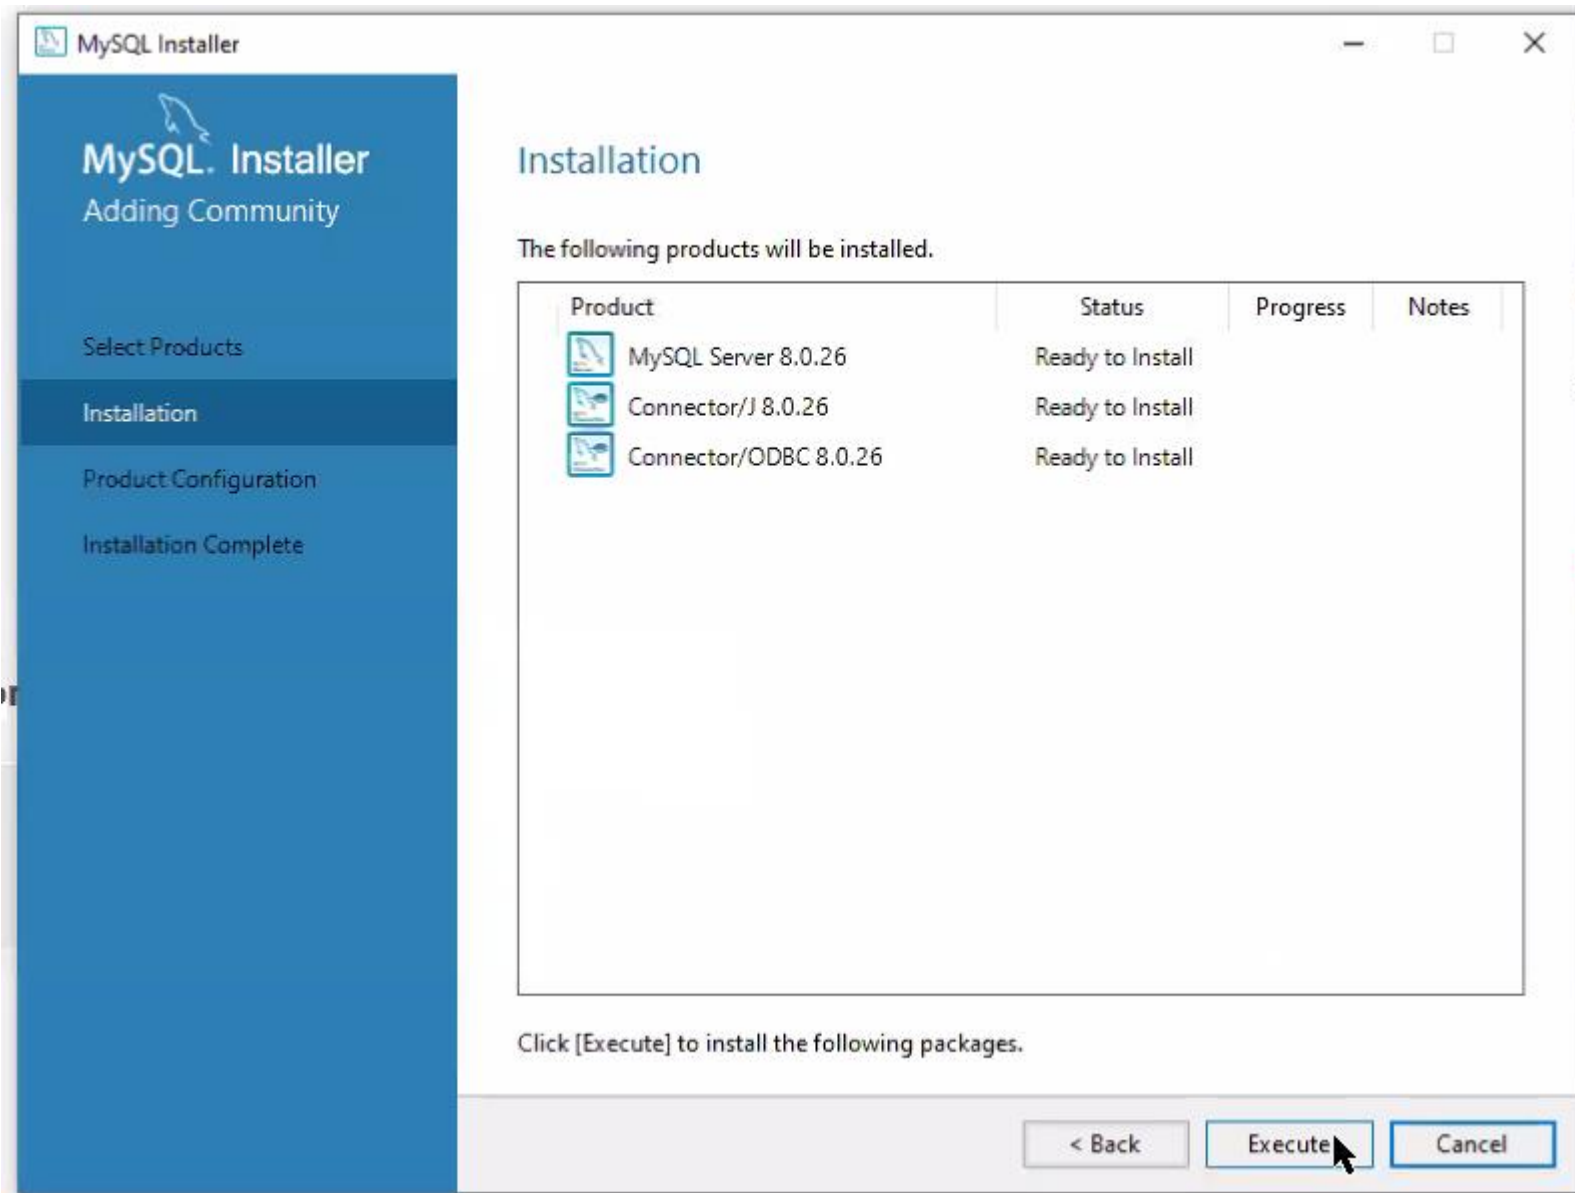 MySQL Installer
MySQL. Installer
Adding Community
Select Products
Installation
Product Configuration
Installation Complete
Installation
The following products will be installed.
Product Status Progress Notes
MySQL Server 8.0.26 Ready to Install
Connector/J 8.0.26 Ready to Install
Connector/ODBC 8.0.26 Ready to Install
Click [Execute] to install the following packages.
< Back Execute Cancel